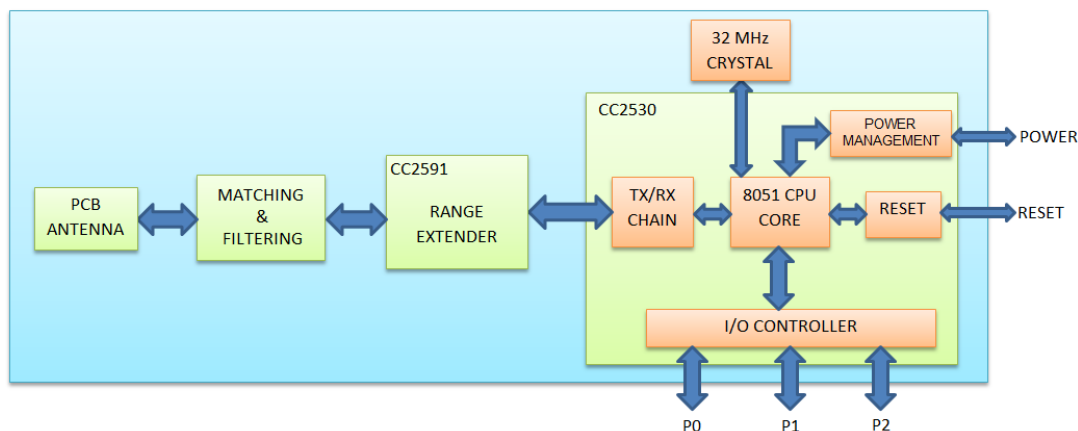 32 MHz
CRYSTAL
CC2530
POWER
MANAGEMENT
POWER
CC2591
PCB
ANTENNA
MATCHING
&
FILTERING
RANGE
EXTENDER
TX/RX
CHAIN
8051 CPU
CORE
RESET
RESET
I/O CONTROLLER
P0
P1
P2